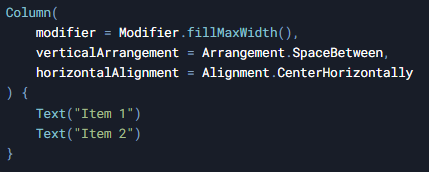 Column(
    modifier = Modifier.fillMaxWidth(),
    verticalArrangement = Arrangement.SpaceBetween,
    horizontalAlignment = Alignment.CenterHorizontally
) {
    Text("Item 1")
    Text("Item 2")
}